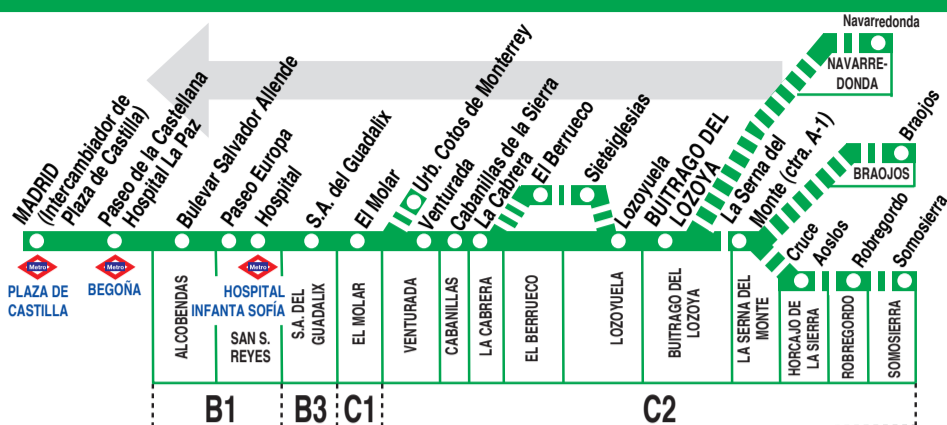 Navarredonda
NAVARRE-
DONDA
MADRID
(Intercambiador de
Plaza de Castilla)
Paseo de la Castellana
Hospital La Paz
Bulevar Salvador Allende
Paseo Europa
Hospital
S.A. del Guadalix
El Molar
Urb. Cotos de Monterrey
Venturada
Cabanillas de la Sierra
La Cabrera
El Berrueco
Sieteiglesias
Lozoyuela
BUITRAGO DEL
LOZOYA
La Serna del
Monte (ctra. A-1)
Braojos
BRAOJOS
Cruce
Aoslos
Robregordo
Somosierra
Metro
PLAZA DE
CASTILLA
Metro
BEGOÑA
Metro
HOSPITAL
INFANTA SOFÍA
ALCOBENDAS
SAN S.
REYES
S.A. DEL
GUADALIX
EL MOLAR
VENTURADA
CABANILLAS
LA CABRERA
EL BERRUECO
LOZOYUELA
BUITRAGO DEL
LOZOYA
LA SERNA DEL
MONTE
HORCAJO DE
LA SIERRA
ROBREGORDO
SOMOSIERRA
B1
B3
C1
C2